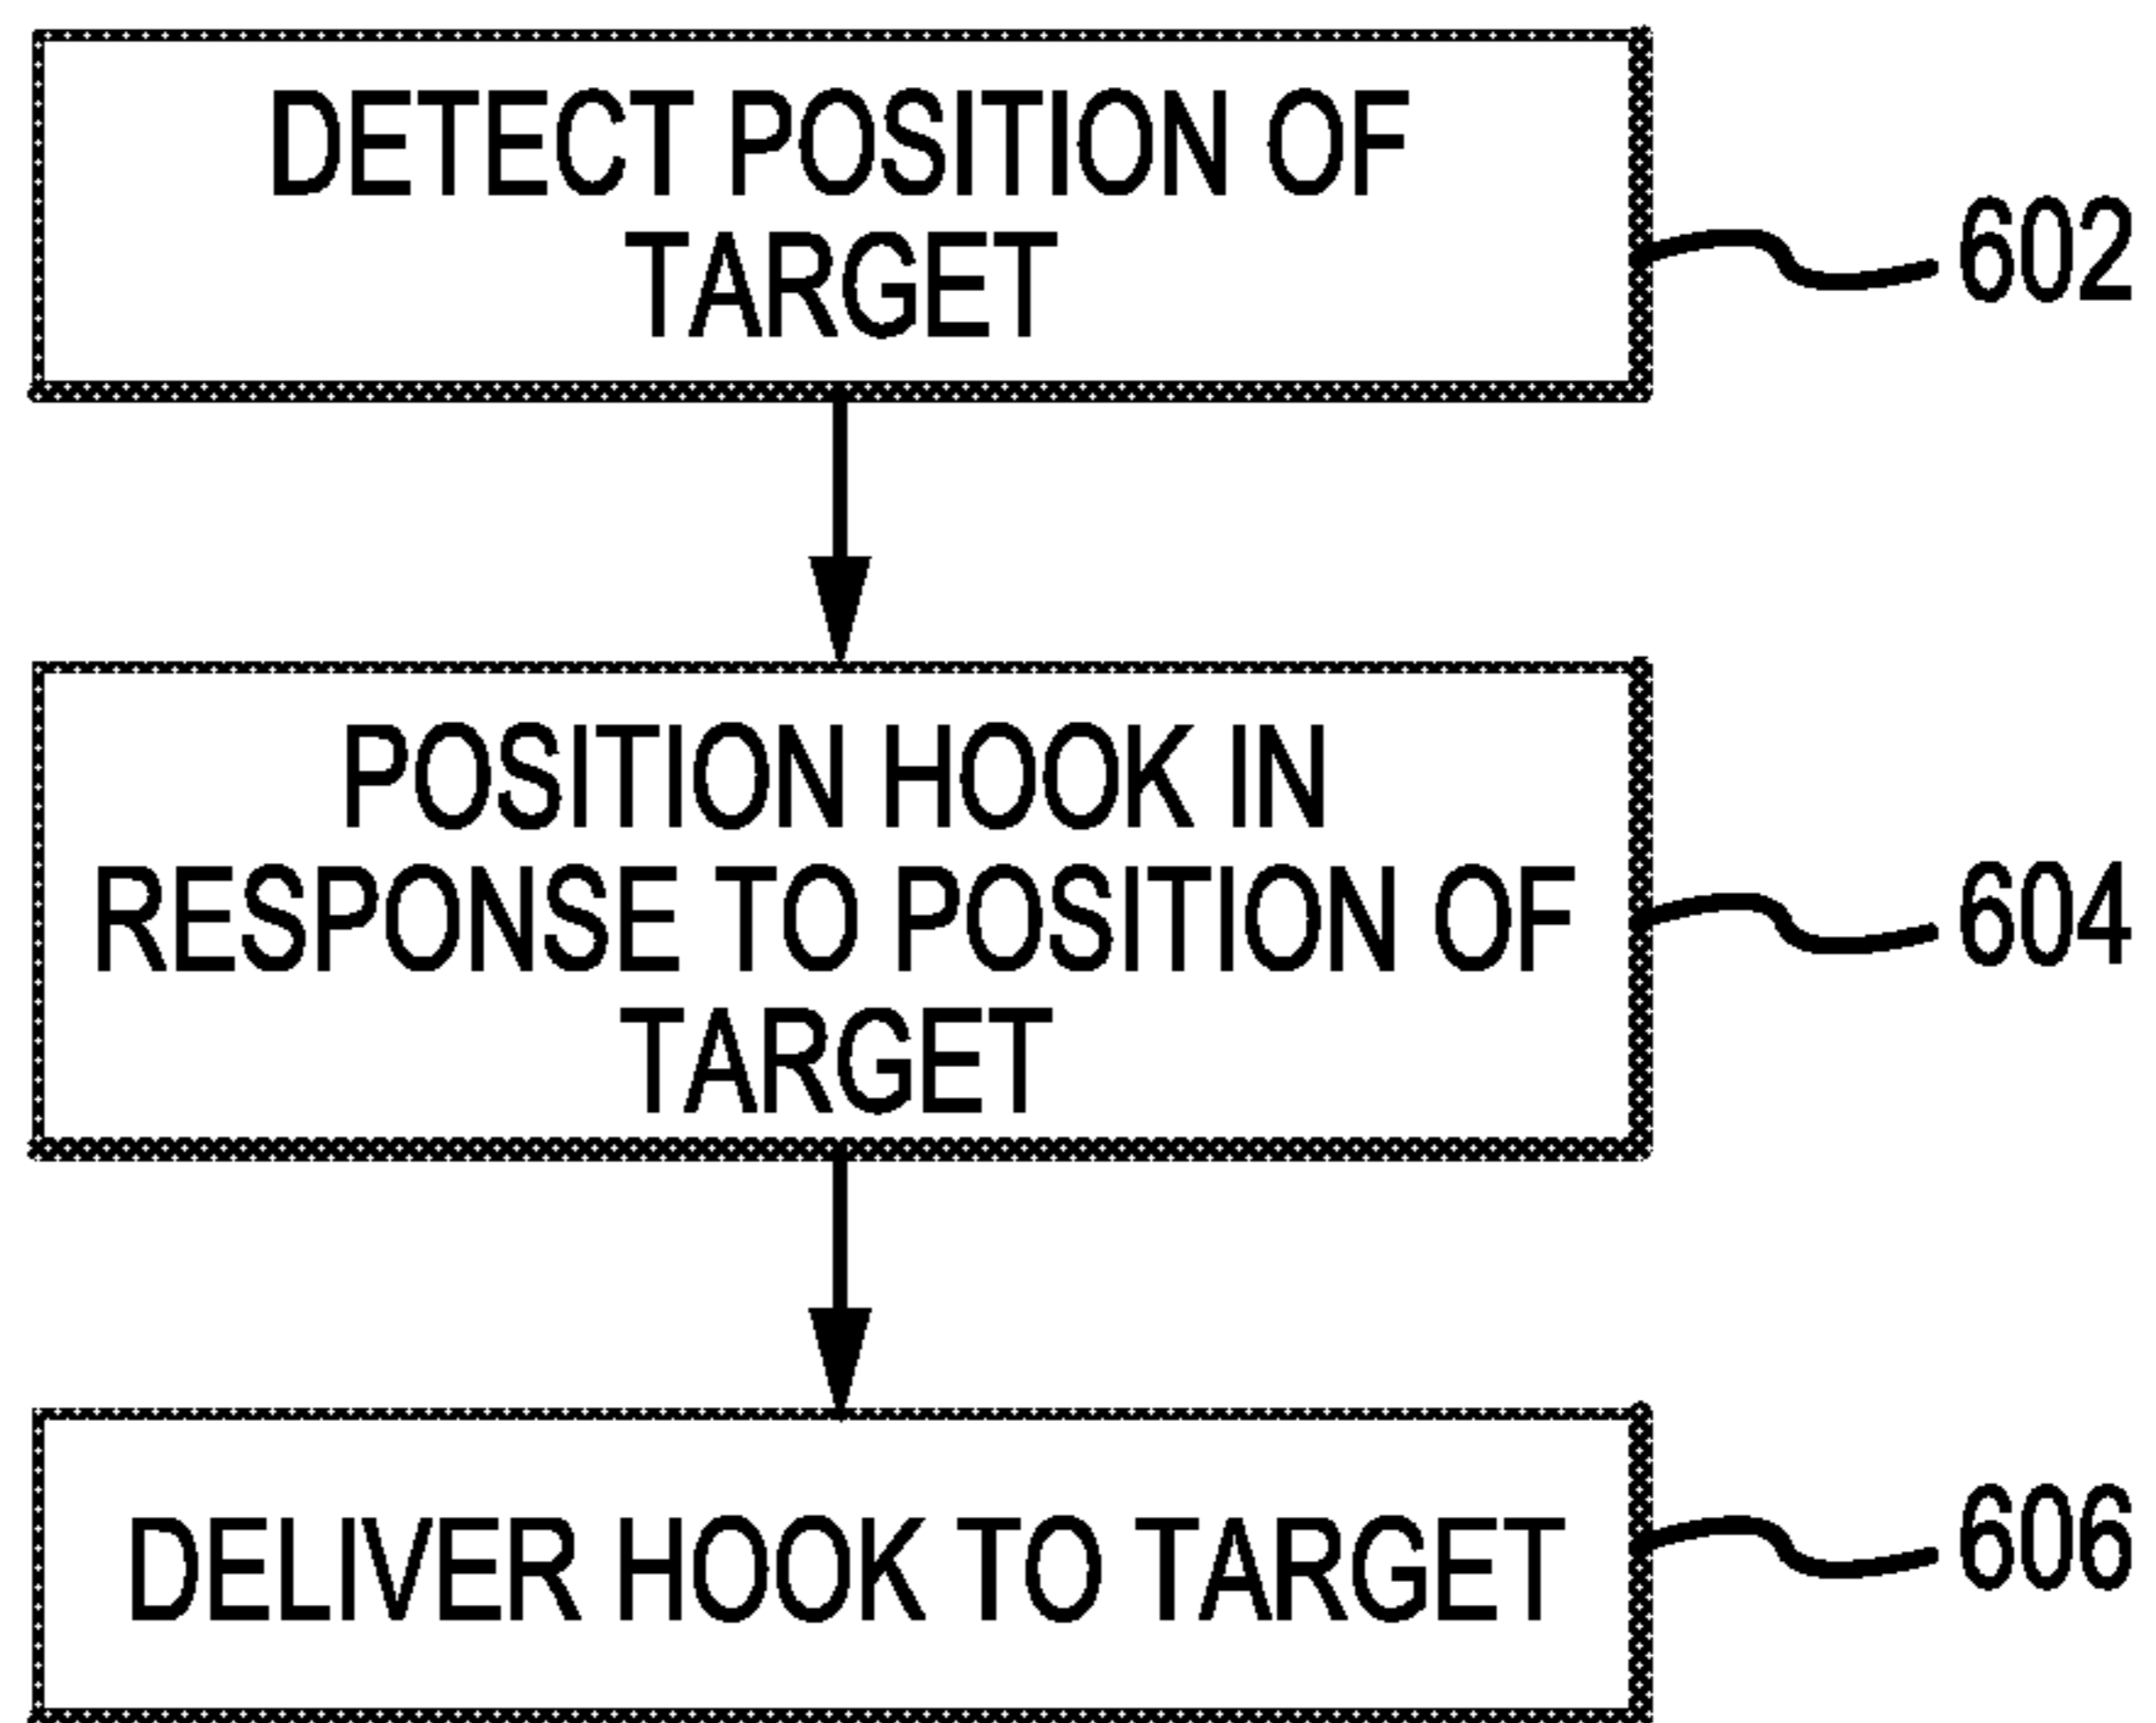 DETECT POSITION OF
TARGET
602
POSITION HOOK IN
RESPONSE TO POSITION OF
TARGET
604
DELIVER HOOK TO TARGET
606